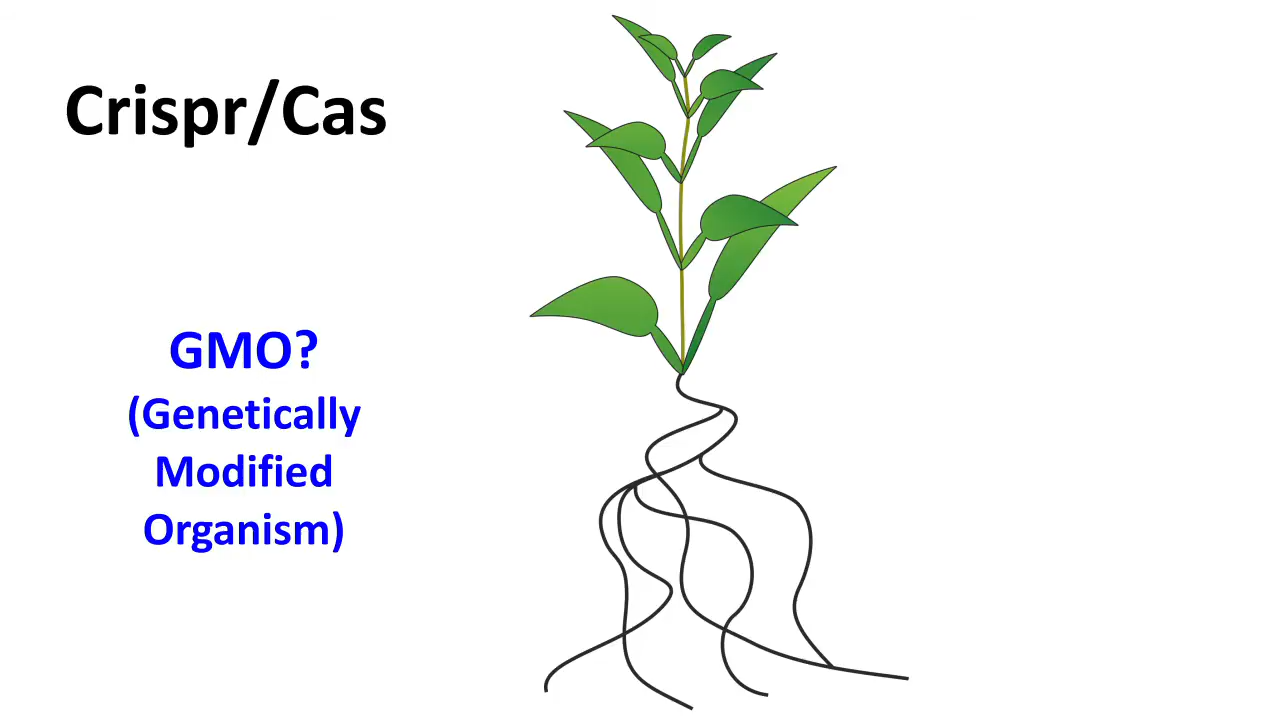 Crispr/Cas
GMO?
(Genetically
Modified
Organism)